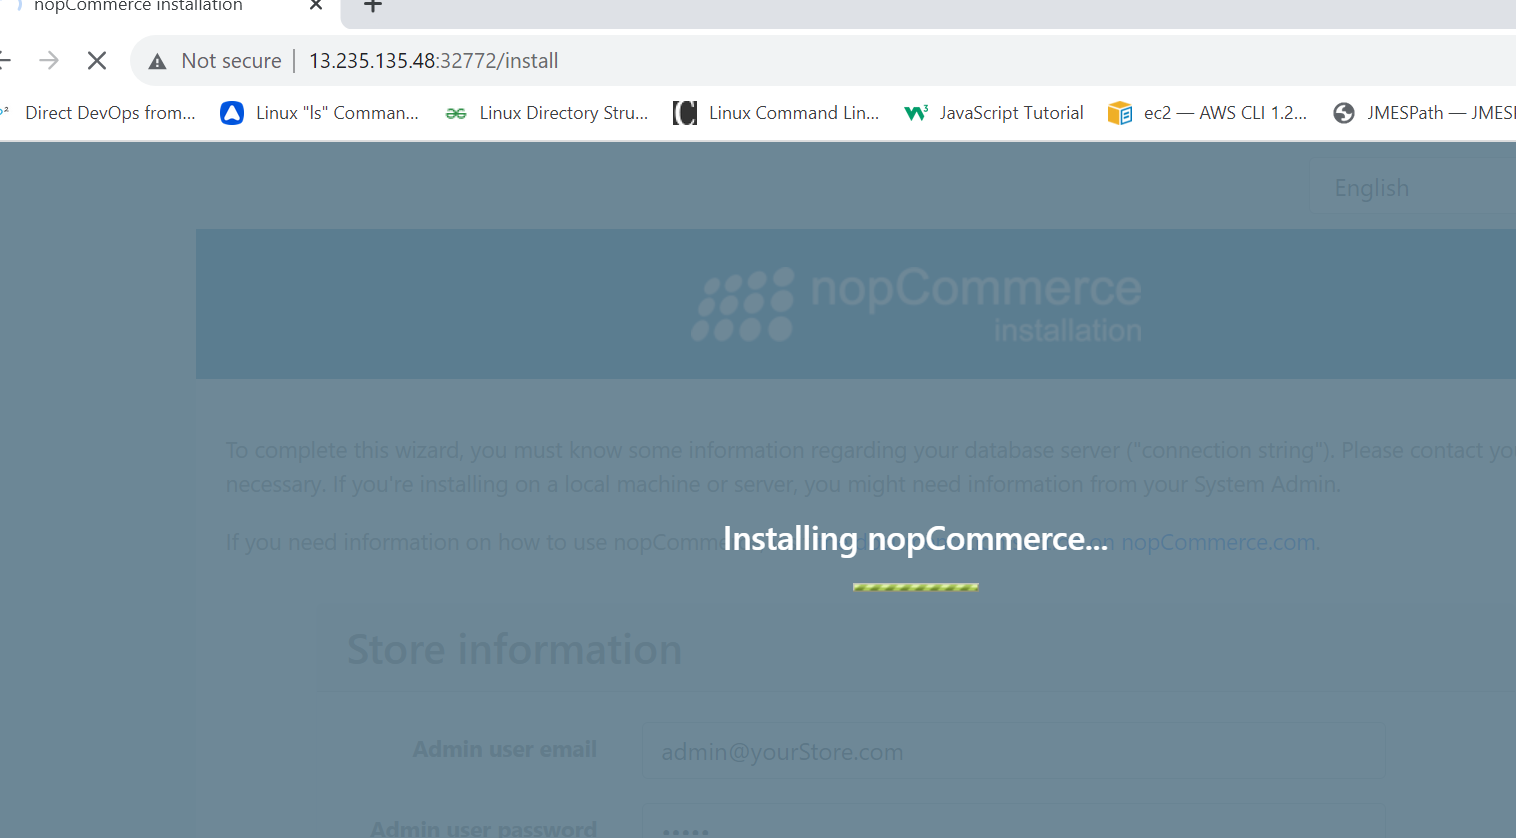 nopCommerce installation
Not secure | 13.235.135.48:32772/install
Direct DevOps from... Linux "ls" Comman... Linux Directory Stru... Linux Command Lin... JavaScript Tutorial ec2 — AWS CLI 1.2... JMESPath — JMES
English
nopCommerce
installation
To complete this wizard, you must know some information regarding your database server ("connection string"). Please contact yo
necessary. If you're installing on a local machine or server, you might need information from your System Admin.
If you need information on how to use nopComme on nopCommerce.com.
Installing nopCommerce...
Store information
Admin user email admin@yourStore.com
Admin user password •••••